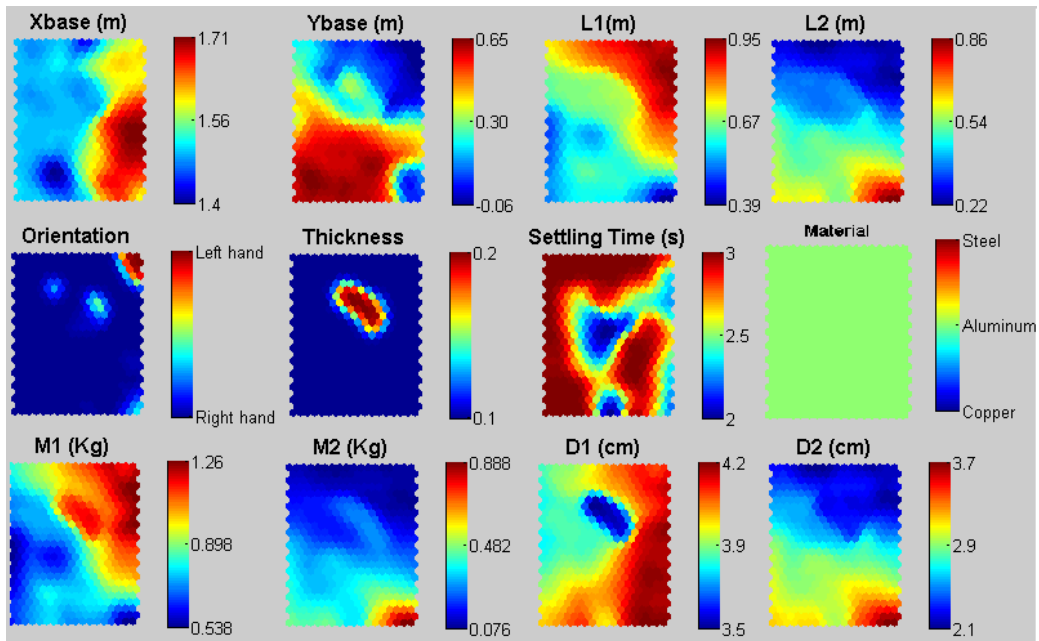 Xbase (m)
1.71
1.56
1.4
Ybase (m)
0.65
0.30
-0.06
L1(m)
0.95
0.67
0.39
L2 (m)
0.86
0.54
0.22
Orientation
Left hand
Right hand
Thickness
0.2
0.1
Settling Time (s)
3
2.5
2
Material
Steel
Aluminum
Copper
M1 (Kg)
1.26
0.898
0.538
M2 (Kg)
0.888
0.482
0.076
D1 (cm)
4.2
3.9
3.5
D2 (cm)
3.7
2.9
2.1